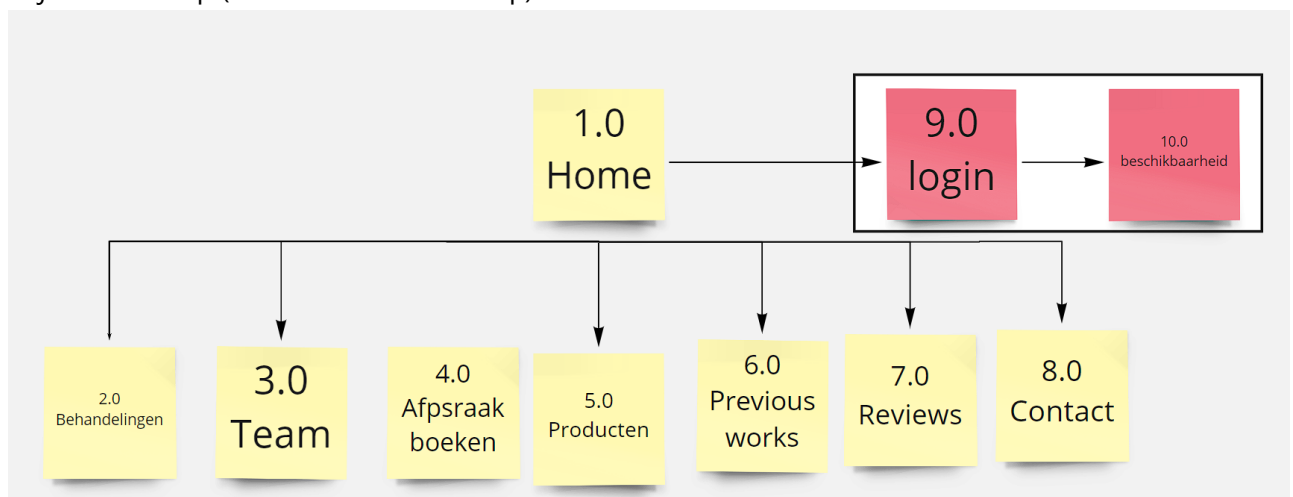 1.0
Home
9.0
login
10.0
beschikbaarheid
2.0
Behandelingen
3.0
Team
4.0
Afpsraak
boeken
5.0
Producten
6.0
Previous
works
7.0
Reviews
8.0
Contact